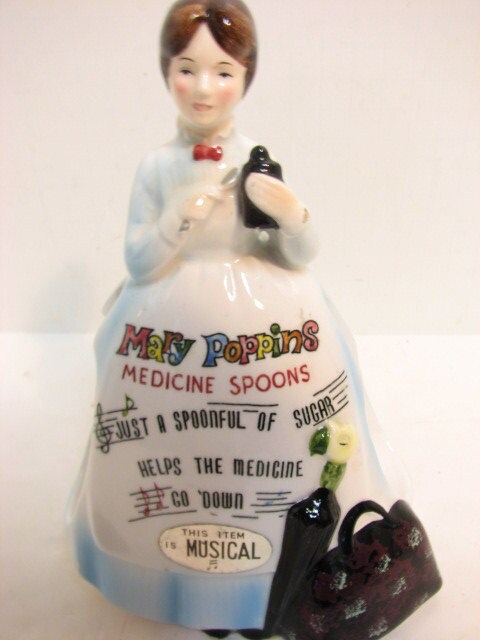 Mary Poppins
MEDICINE SPOONS
JUST A SPOONFUL OF SUGAR
HELPS THE MEDICINE
GO DOWN
THIS ITEM
IS MUSICAL